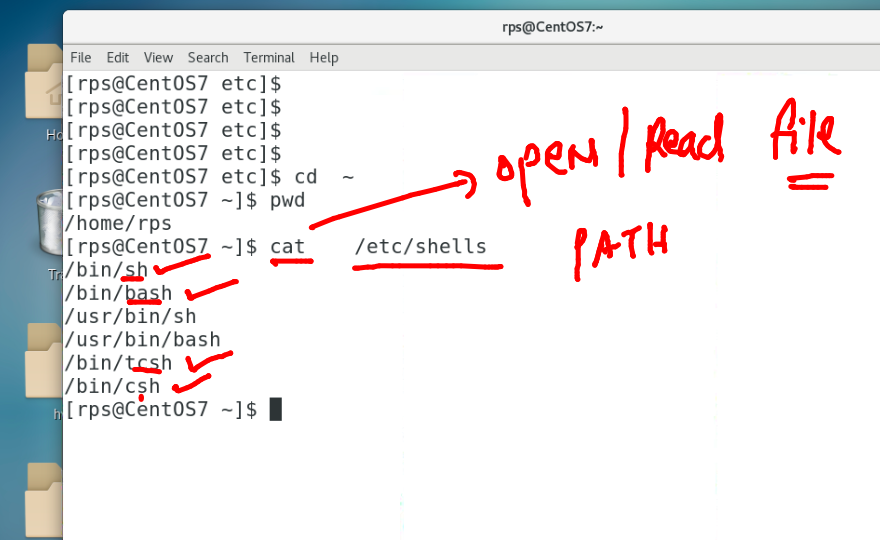 rps@CentOS7:~
File Edit View Search Terminal Help
[rps@CentOS7 etc]$
[rps@CentOS7 etc]$
[rps@CentOS7 etc]$
[rps@CentOS7 etc]$
[rps@CentOS7 etc]$ cd  ~
[rps@CentOS7 ~]$ pwd
/home/rps
[rps@CentOS7 ~]$ cat    /etc/shells
/bin/sh
/bin/bash
/usr/bin/sh
/usr/bin/bash
/bin/tcsh
/bin/csh
[rps@CentOS7 ~]$
open / Read file
PATH
Ho
Tra